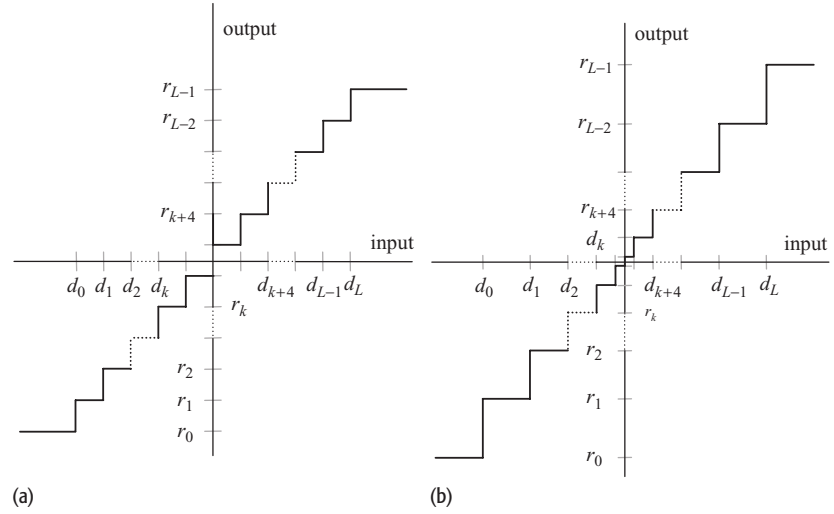 output
r_{L-1}
r_{L-2}
r_{k+4}
input
d_0 d_1 d_2 d_k d_{k+4} d_{L-1} d_L
r_k
r_2
r_1
r_0
(a)
output
r_{L-1}
r_{L-2}
r_{k+4}
d_k input
d_0 d_1 d_2 d_{k+4} d_{L-1} d_L
r_k
r_2
r_1
r_0
(b)